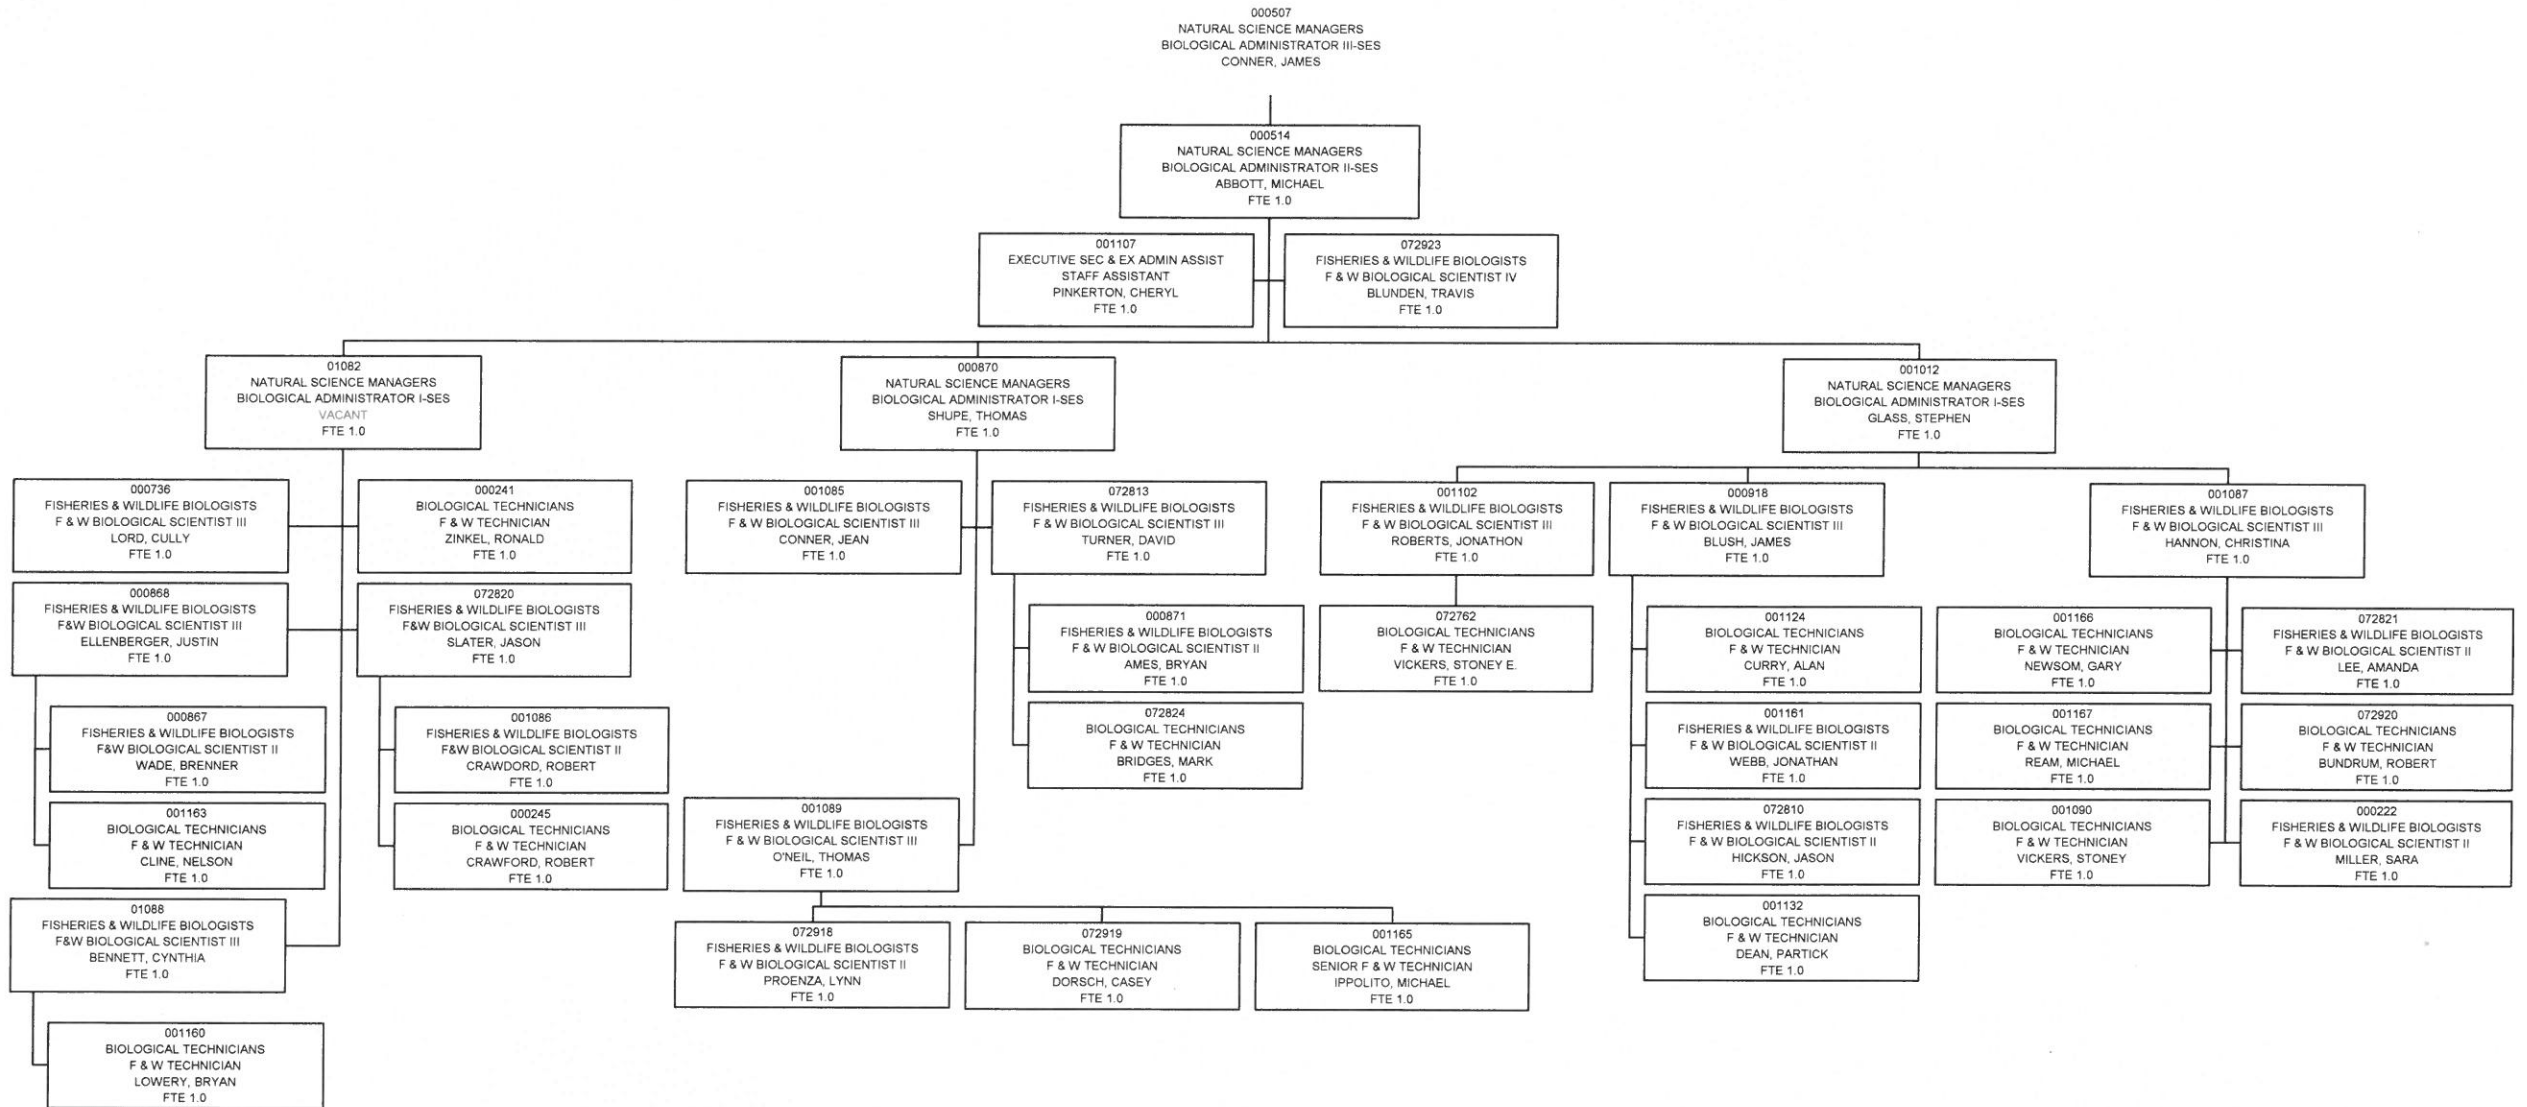 000507
NATURAL SCIENCE MANAGERS
BIOLOGICAL ADMINISTRATOR III-SES
CONNER, JAMES
000514
NATURAL SCIENCE MANAGERS
BIOLOGICAL ADMINISTRATOR II-SES
ABBOTT, MICHAEL
FTE 1.0
001107
EXECUTIVE SEC & EX ADMIN ASSIST
STAFF ASSISTANT
PINKERTON, CHERYL
FTE 1.0
072923
FISHERIES & WILDLIFE BIOLOGISTS
F & W BIOLOGICAL SCIENTIST IV
BLUNDEN, TRAVIS
FTE 1.0
01082
NATURAL SCIENCE MANAGERS
BIOLOGICAL ADMINISTRATOR I-SES
VACANT
FTE 1.0
000870
NATURAL SCIENCE MANAGERS
BIOLOGICAL ADMINISTRATOR I-SES
SHUPE, THOMAS
FTE 1.0
001012
NATURAL SCIENCE MANAGERS
BIOLOGICAL ADMINISTRATOR I-SES
GLASS, STEPHEN
FTE 1.0
000736
FISHERIES & WILDLIFE BIOLOGISTS
F & W BIOLOGICAL SCIENTIST III
LORD, CULLY
FTE 1.0
000241
BIOLOGICAL TECHNICIANS
F & W TECHNICIAN
ZINKEL, RONALD
FTE 1.0
000868
FISHERIES & WILDLIFE BIOLOGISTS
F&W BIOLOGICAL SCIENTIST III
ELLENBERGER, JUSTIN
FTE 1.0
072820
FISHERIES & WILDLIFE BIOLOGISTS
F&W BIOLOGICAL SCIENTIST III
SLATER, JASON
FTE 1.0
000867
FISHERIES & WILDLIFE BIOLOGISTS
F&W BIOLOGICAL SCIENTIST II
WADE, BRENNER
FTE 1.0
001163
BIOLOGICAL TECHNICIANS
F & W TECHNICIAN
CLINE, NELSON
FTE 1.0
001086
FISHERIES & WILDLIFE BIOLOGISTS
F&W BIOLOGICAL SCIENTIST II
CRAWDORD, ROBERT
FTE 1.0
000245
BIOLOGICAL TECHNICIANS
F & W TECHNICIAN
CRAWFORD, ROBERT
FTE 1.0
01088
FISHERIES & WILDLIFE BIOLOGISTS
F&W BIOLOGICAL SCIENTIST III
BENNETT, CYNTHIA
FTE 1.0
001160
BIOLOGICAL TECHNICIANS
F & W TECHNICIAN
LOWERY, BRYAN
FTE 1.0
001085
FISHERIES & WILDLIFE BIOLOGISTS
F & W BIOLOGICAL SCIENTIST III
CONNER, JEAN
FTE 1.0
072813
FISHERIES & WILDLIFE BIOLOGISTS
F & W BIOLOGICAL SCIENTIST III
TURNER, DAVID
FTE 1.0
000871
FISHERIES & WILDLIFE BIOLOGISTS
F & W BIOLOGICAL SCIENTIST II
AMES, BRYAN
FTE 1.0
072824
BIOLOGICAL TECHNICIANS
F & W TECHNICIAN
BRIDGES, MARK
FTE 1.0
001089
FISHERIES & WILDLIFE BIOLOGISTS
F & W BIOLOGICAL SCIENTIST III
O'NEIL, THOMAS
FTE 1.0
072918
FISHERIES & WILDLIFE BIOLOGISTS
F & W BIOLOGICAL SCIENTIST II
PROENZA, LYNN
FTE 1.0
072919
BIOLOGICAL TECHNICIANS
F & W TECHNICIAN
DORSCH, CASEY
FTE 1.0
001165
BIOLOGICAL TECHNICIANS
SENIOR F & W TECHNICIAN
IPPOLITO, MICHAEL
FTE 1.0
001102
FISHERIES & WILDLIFE BIOLOGISTS
F & W BIOLOGICAL SCIENTIST III
ROBERTS, JONATHON
FTE 1.0
072762
BIOLOGICAL TECHNICIANS
F & W TECHNICIAN
VICKERS, STONEY E.
FTE 1.0
000918
FISHERIES & WILDLIFE BIOLOGISTS
F & W BIOLOGICAL SCIENTIST III
BLUSH, JAMES
FTE 1.0
001124
BIOLOGICAL TECHNICIANS
F & W TECHNICIAN
CURRY, ALAN
FTE 1.0
001161
FISHERIES & WILDLIFE BIOLOGISTS
F & W BIOLOGICAL SCIENTIST II
WEBB, JONATHAN
FTE 1.0
072810
FISHERIES & WILDLIFE BIOLOGISTS
F & W BIOLOGICAL SCIENTIST II
HICKSON, JASON
FTE 1.0
001132
BIOLOGICAL TECHNICIANS
F & W TECHNICIAN
DEAN, PARTICK
FTE 1.0
001087
FISHERIES & WILDLIFE BIOLOGISTS
F & W BIOLOGICAL SCIENTIST III
HANNON, CHRISTINA
FTE 1.0
001166
BIOLOGICAL TECHNICIANS
F & W TECHNICIAN
NEWSOM, GARY
FTE 1.0
072821
FISHERIES & WILDLIFE BIOLOGISTS
F & W BIOLOGICAL SCIENTIST II
LEE, AMANDA
FTE 1.0
001167
BIOLOGICAL TECHNICIANS
F & W TECHNICIAN
REAM, MICHAEL
FTE 1.0
072920
BIOLOGICAL TECHNICIANS
F & W TECHNICIAN
BUNDRUM, ROBERT
FTE 1.0
001090
BIOLOGICAL TECHNICIANS
F & W TECHNICIAN
VICKERS, STONEY
FTE 1.0
000222
FISHERIES & WILDLIFE BIOLOGISTS
F & W BIOLOGICAL SCIENTIST II
MILLER, SARA
FTE 1.0